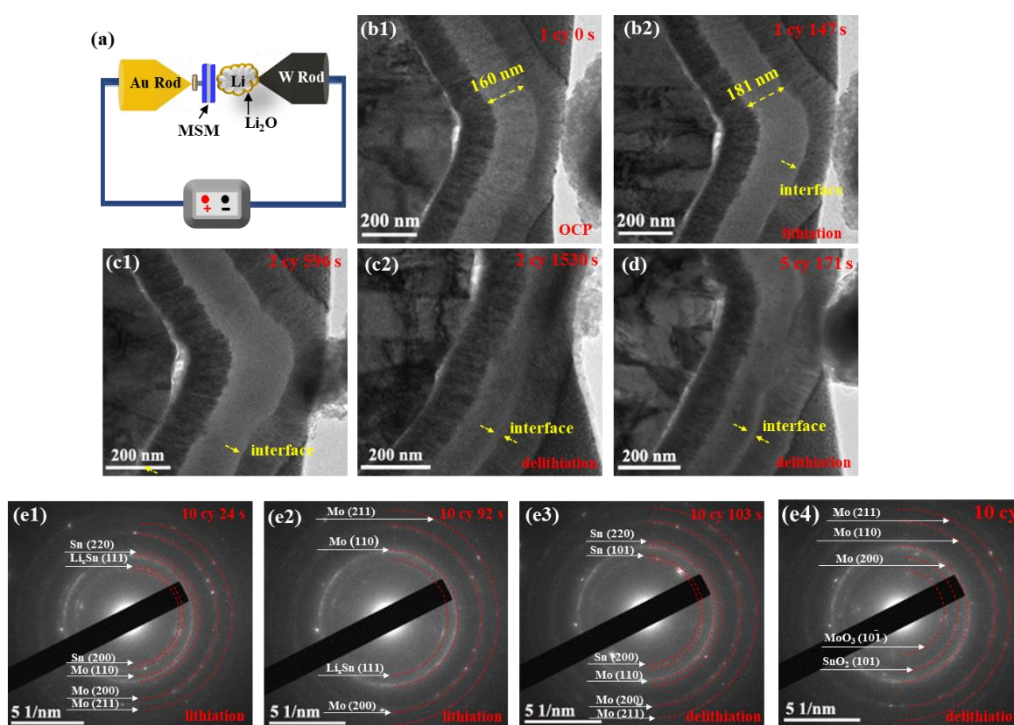 (a)
Au Rod
Li
W Rod
MSM
Li₂O
+ −
(b1)
1 cy 0 s
160 nm
200 nm
OCP
(b2)
1 cy 147 s
181 nm
interface
200 nm
lithiation
(c1)
2 cy 596 s
interface
200 nm
(c2)
2 cy 1530 s
interface
200 nm
delithiation
(d)
5 cy 171 s
interface
200 nm
delithiation
(e1)
10 cy 24 s
Sn (220)
LiₓSn (111)
Sn (200)
Mo (110)
Mo (200)
Mo (211)
5 1/nm
lithiation
(e2)
10 cy 92 s
Mo (211)
Mo (110)
LiₓSn (111)
Mo (200)
5 1/nm
lithiation
(e3)
10 cy 103 s
Sn (220)
Sn (101)
Sn (200)
Mo (110)
Mo (200)
Mo (211)
5 1/nm
delithiation
(e4)
10 cy
Mo (211)
Mo (110)
Mo (200)
MoO₃ (101̅)
SnO₂ (101)
5 1/nm